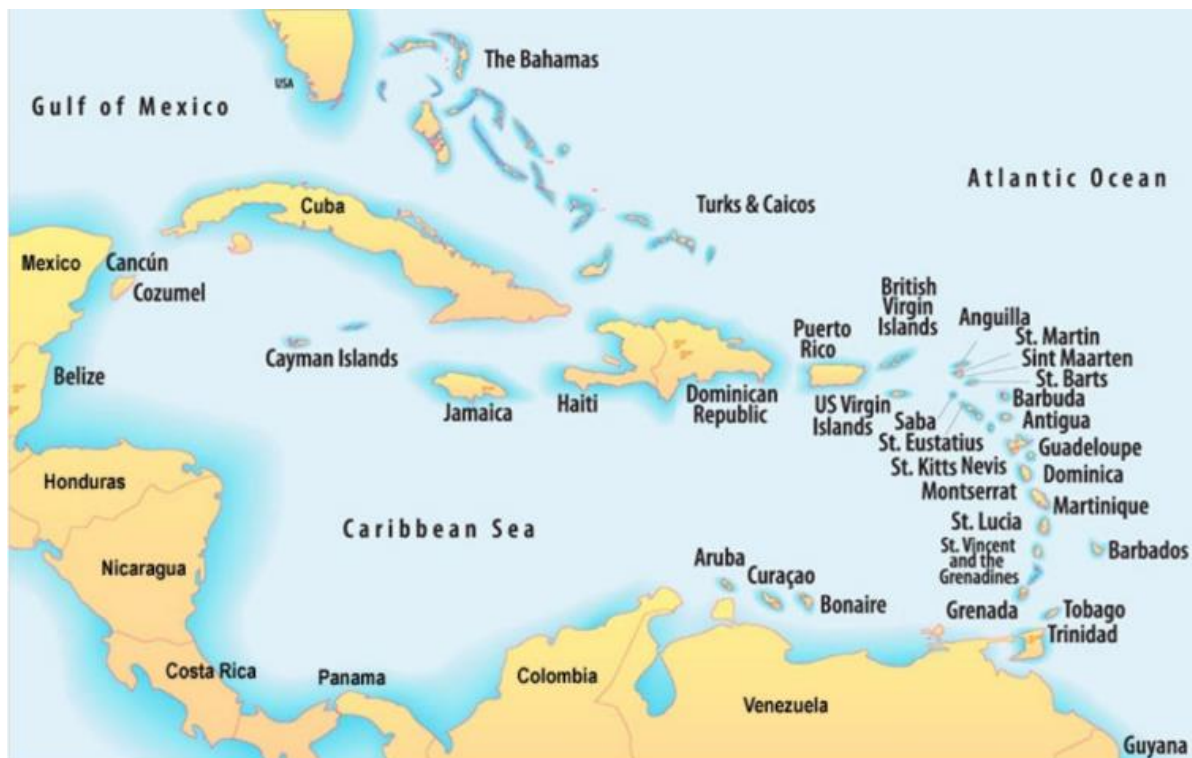 The Bahamas
USA
Gulf of Mexico
Atlantic Ocean
Cuba
Turks & Caicos
Mexico
Cancún
Cozumel
British
Virgin
Islands
Anguilla
St. Martin
Sint Maarten
St. Barts
Puerto
Rico
Cayman Islands
Belize
Jamaica
Haiti
Dominican
Republic
US Virgin
Islands
Saba
Barbuda
Antigua
St. Eustatius
Guadeloupe
St. Kitts Nevis
Dominica
Honduras
Montserrat
Martinique
Caribbean Sea
St. Lucia
St. Vincent
and the
Grenadines
Barbados
Nicaragua
Aruba
Curaçao
Bonaire
Grenada
Tobago
Trinidad
Costa Rica
Panama
Colombia
Venezuela
Guyana